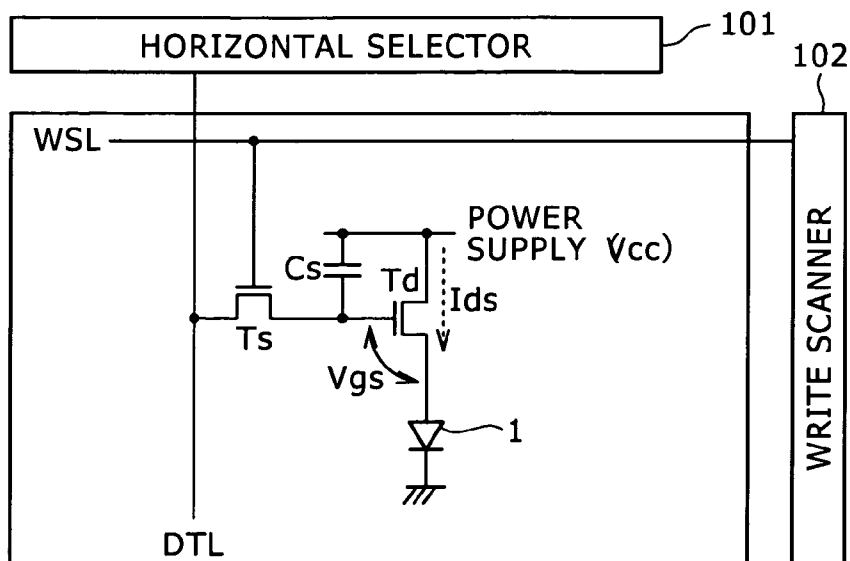 HORIZONTAL SELECTOR
101
102
WSL
POWER
SUPPLY (Vcc)
Cs
Td
Ids
Ts
Vgs
1
WRITE SCANNER
DTL